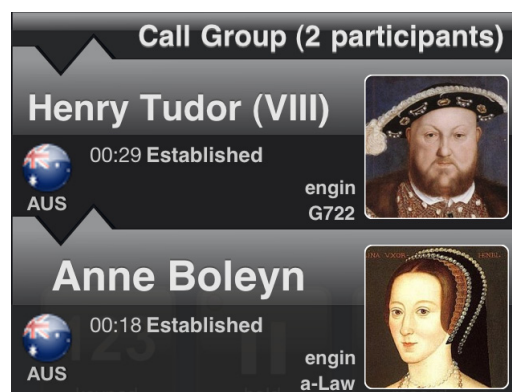 Call Group (2 participants)
Henry Tudor (VIII)
00:29 Established
AUS
engin
G722
Anne Boleyn
00:18 Established
AUS
engin
a-Law